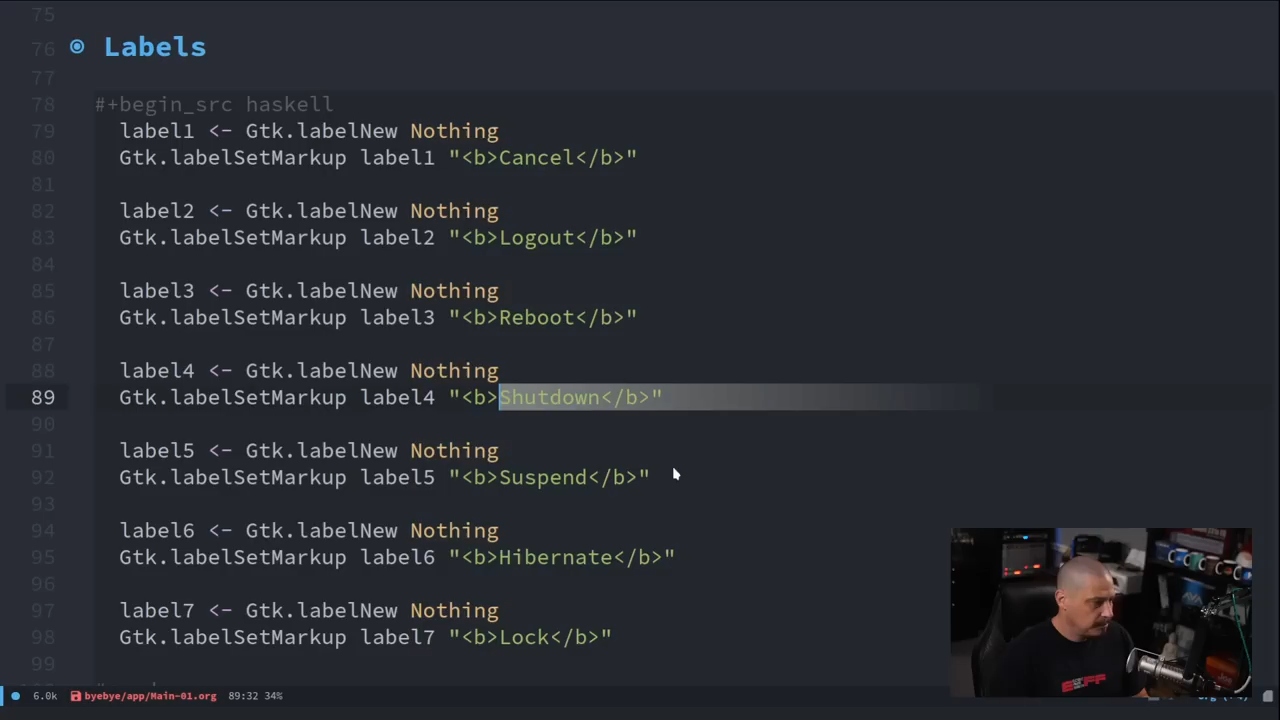 75
76 Labels
77
78 #+begin_src haskell
79 label1 <- Gtk.labelNew Nothing
80 Gtk.labelSetMarkup label1 "<b>Cancel</b>"
81
82 label2 <- Gtk.labelNew Nothing
83 Gtk.labelSetMarkup label2 "<b>Logout</b>"
84
85 label3 <- Gtk.labelNew Nothing
86 Gtk.labelSetMarkup label3 "<b>Reboot</b>"
87
88 label4 <- Gtk.labelNew Nothing
89 Gtk.labelSetMarkup label4 "<b>Shutdown</b>"
90
91 label5 <- Gtk.labelNew Nothing
92 Gtk.labelSetMarkup label5 "<b>Suspend</b>"
93
94 label6 <- Gtk.labelNew Nothing
95 Gtk.labelSetMarkup label6 "<b>Hibernate</b>"
96
97 label7 <- Gtk.labelNew Nothing
98 Gtk.labelSetMarkup label7 "<b>Lock</b>"
99
6.0k byebye/app/Main-01.org 89:32 34%